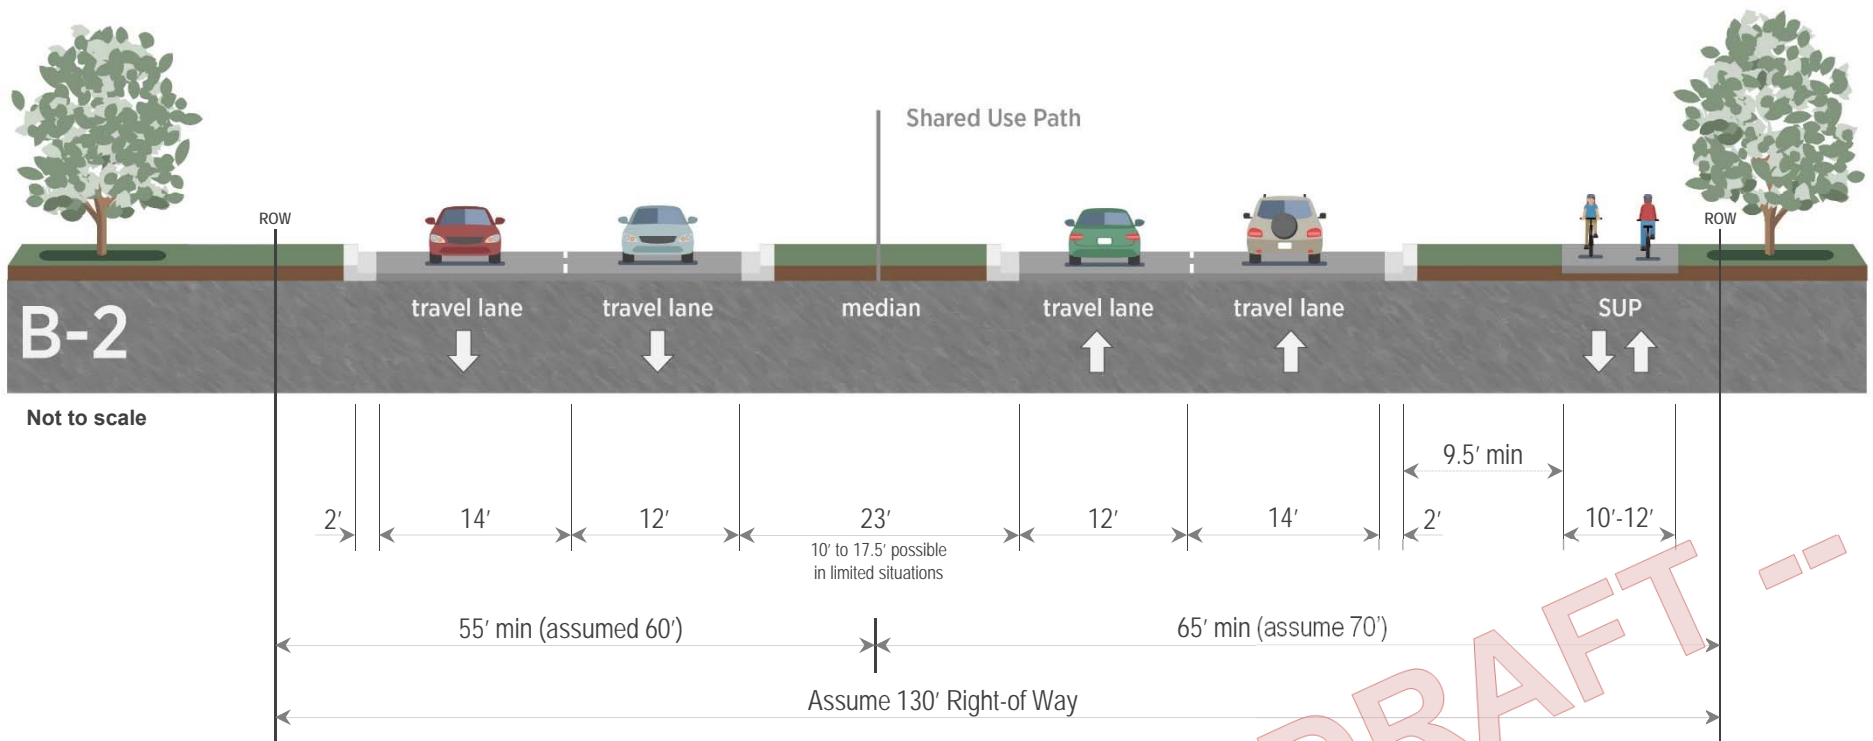 Shared Use Path
ROW
ROW
travel lane
travel lane
median
travel lane
travel lane
SUP
B-2
Not to scale
9.5′ min
2′
14′
12′
23′
12′
14′
2′
10′-12′
10′ to 17.5′ possible
in limited situations
55′ min (assumed 60′)
65′ min (assume 70′)
Assume 130′ Right-of Way
DRAFT --